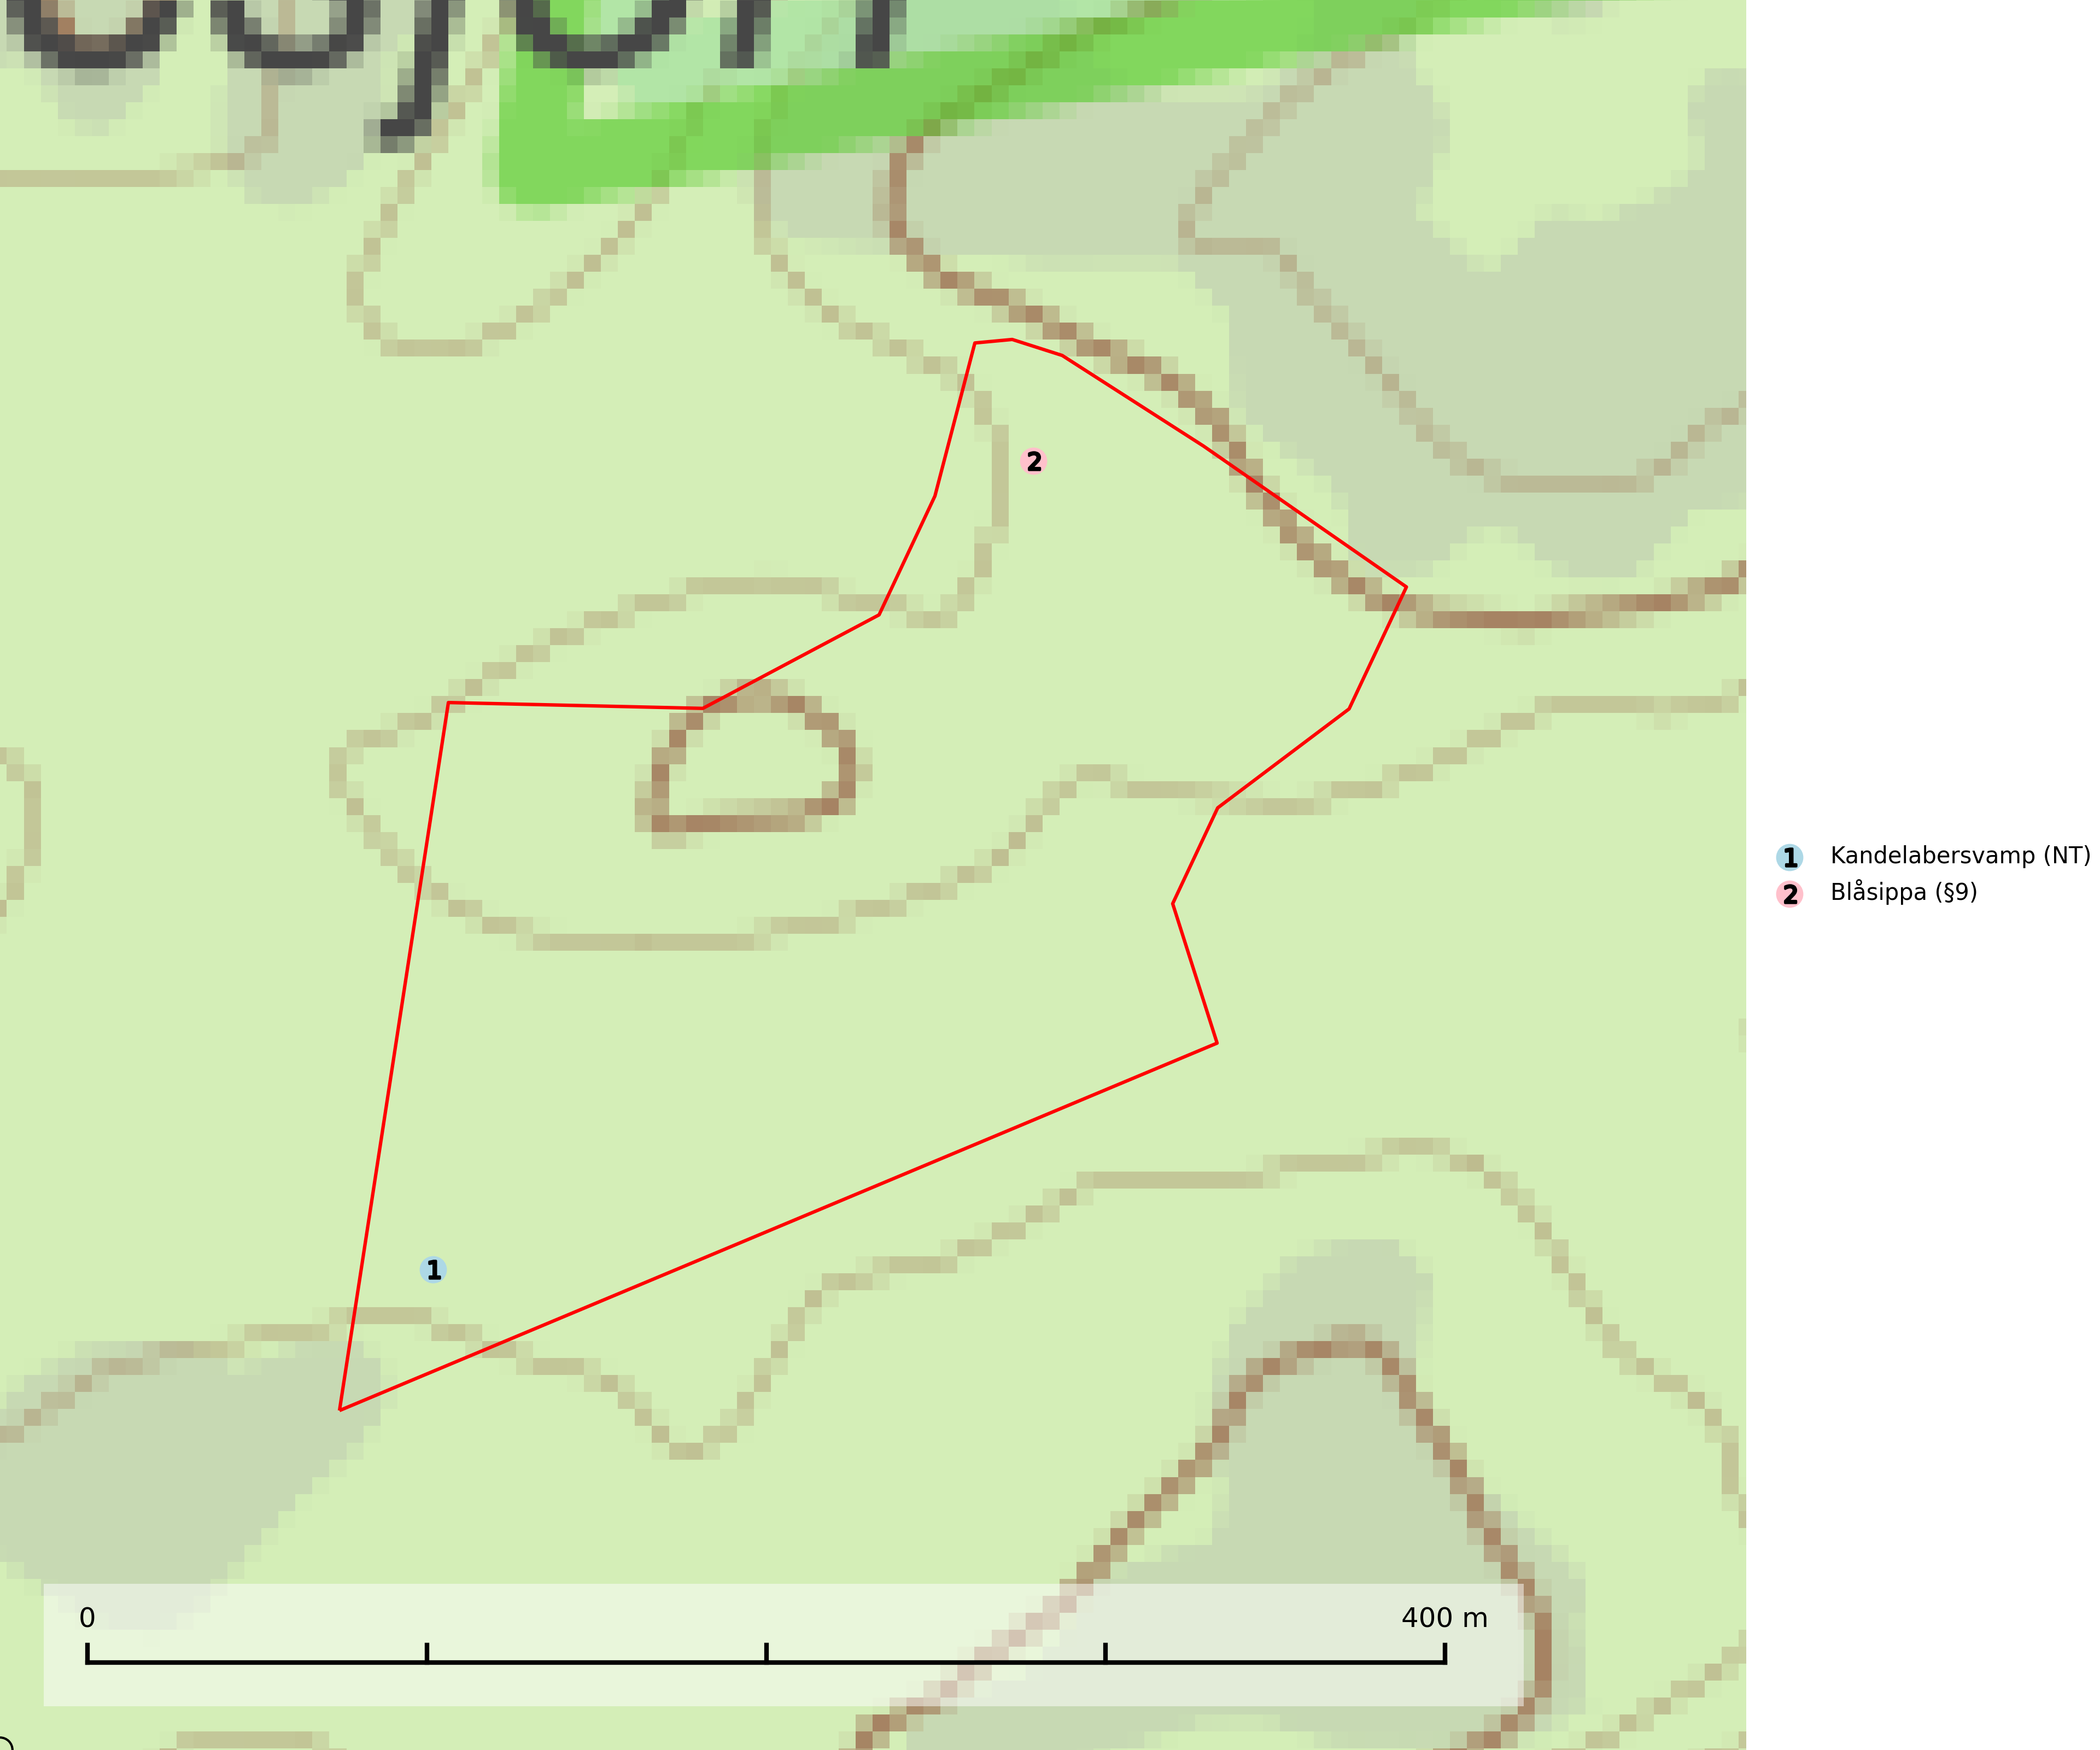 2
1
1 Kandelabersvamp (NT)
2 Blåsippa (§9)
0 400 m